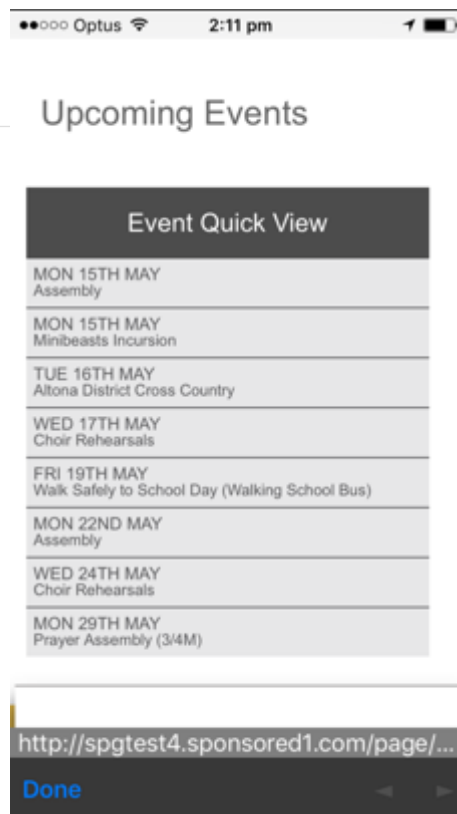 Optus 2:11 pm
Upcoming Events
Event Quick View
MON 15TH MAY
Assembly
MON 15TH MAY
Minibeasts Incursion
TUE 16TH MAY
Altona District Cross Country
WED 17TH MAY
Choir Rehearsals
FRI 19TH MAY
Walk Safely to School Day (Walking School Bus)
MON 22ND MAY
Assembly
WED 24TH MAY
Choir Rehearsals
MON 29TH MAY
Prayer Assembly (3/4M)
http://spgtest4.sponsored1.com/page/...
Done